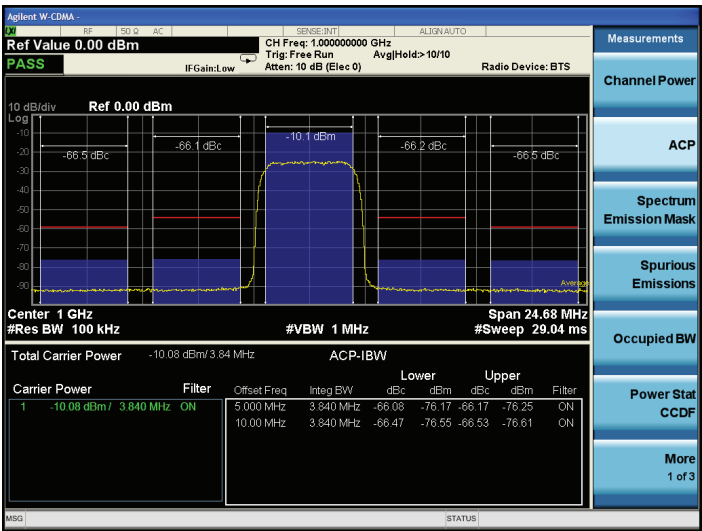 Agilent W-CDMA -
LXI RF 50 Ω AC SENSE:INT ALIGN AUTO
Ref Value 0.00 dBm
CH Freq: 1.000000000 GHz
Trig: Free Run Avg|Hold:> 10/10
PASS IFGain:Low Atten: 10 dB (Elec 0) Radio Device: BTS
10 dB/div Ref 0.00 dBm
Log
-10
-20
-30
-40
-50
-60
-70
-80
-90
-66.5 dBc
-66.1 dBc
-10.1 dBm
-66.2 dBc
-66.5 dBc
Average
Center 1 GHz Span 24.68 MHz
#Res BW 100 kHz #VBW 1 MHz #Sweep 29.04 ms
Total Carrier Power -10.08 dBm/ 3.84 MHz ACP-IBW
Lower Upper
Carrier Power Filter Offset Freq Integ BW dBc dBm dBc dBm Filter
1 -10.08 dBm / 3.840 MHz ON 5.000 MHz 3.840 MHz -66.08 -76.17 -66.17 -76.25 ON
10.00 MHz 3.840 MHz -66.47 -76.55 -66.53 -76.61 ON
MSG STATUS
Measurements
Channel Power
ACP
Spectrum
Emission Mask
Spurious
Emissions
Occupied BW
Power Stat
CCDF
More
1 of 3